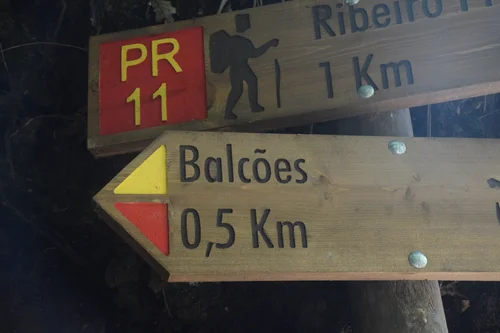 PR
11
Ribeiro
1 Km
Balcões
0,5 Km